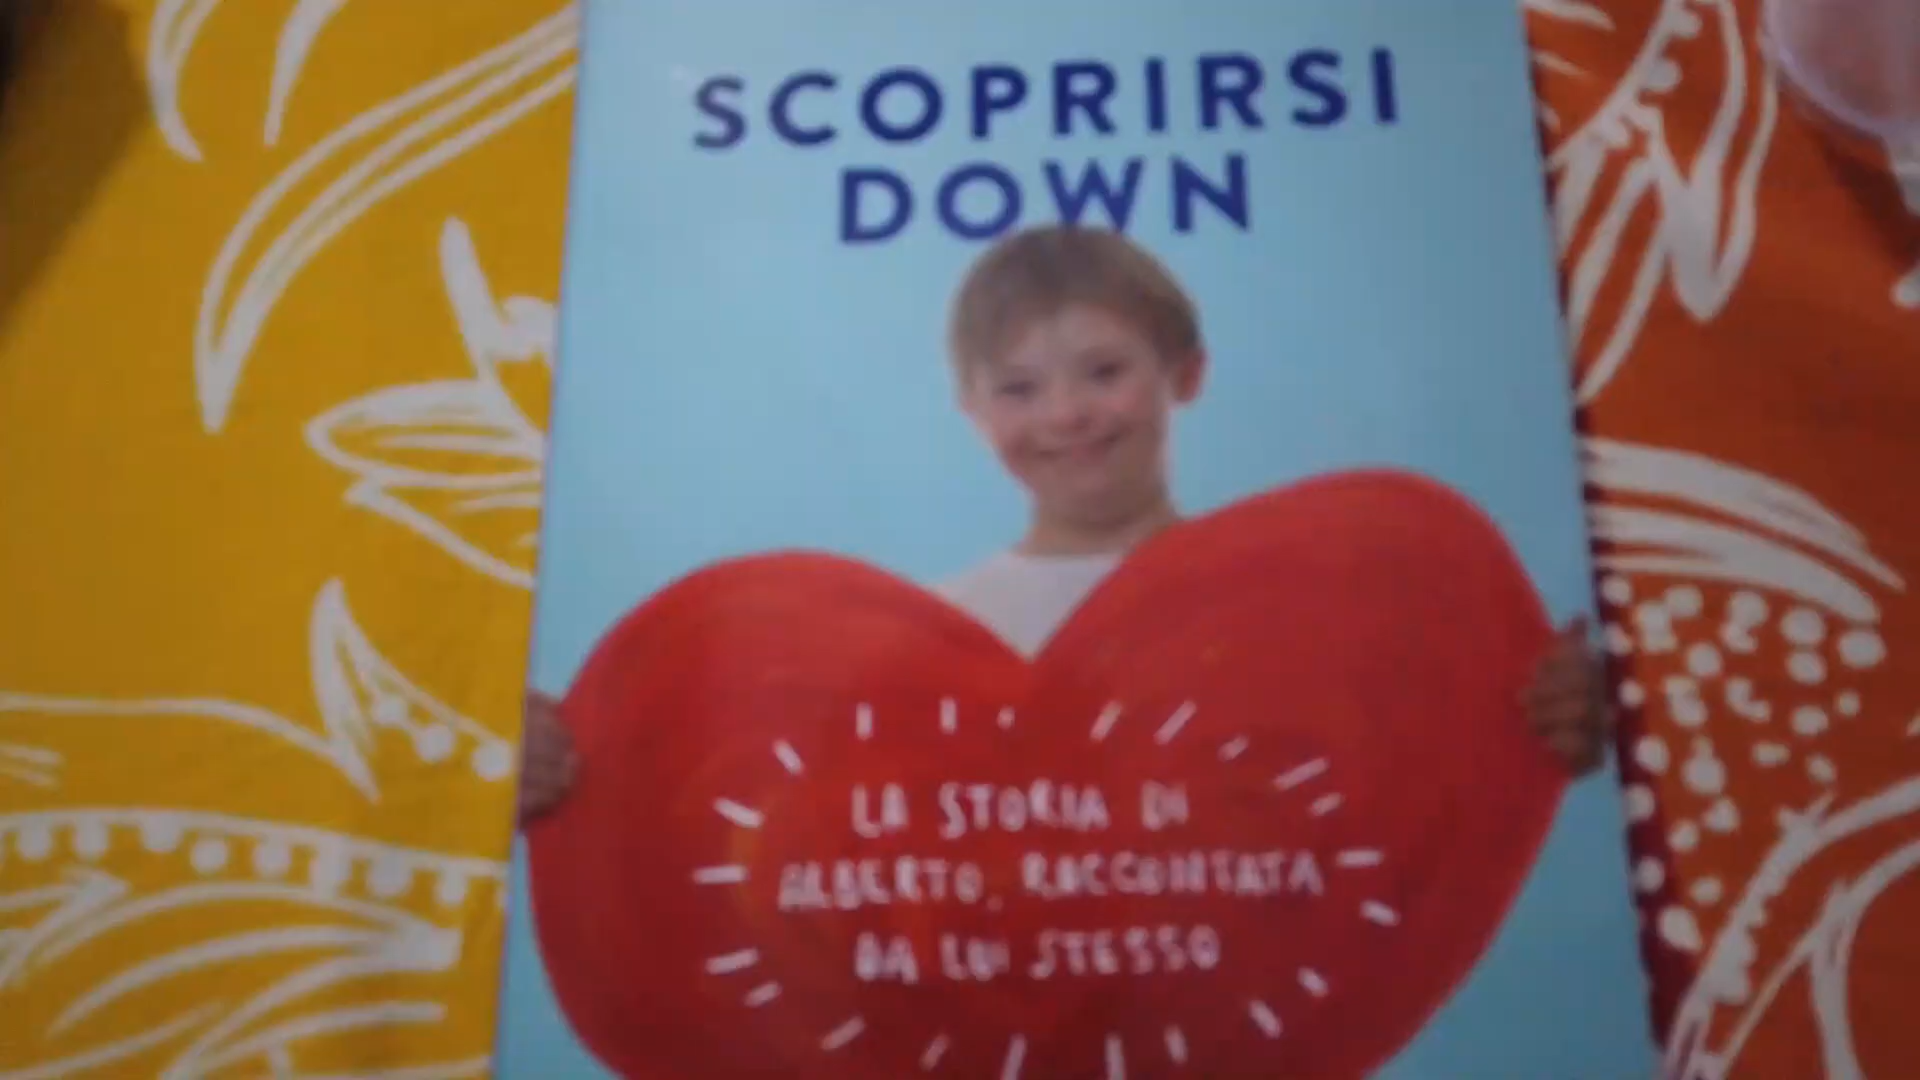 SCOPRIRSI
DOWN
LA STORIA DI
ALBERTO, RACCONTATA
DA LUI STESSO